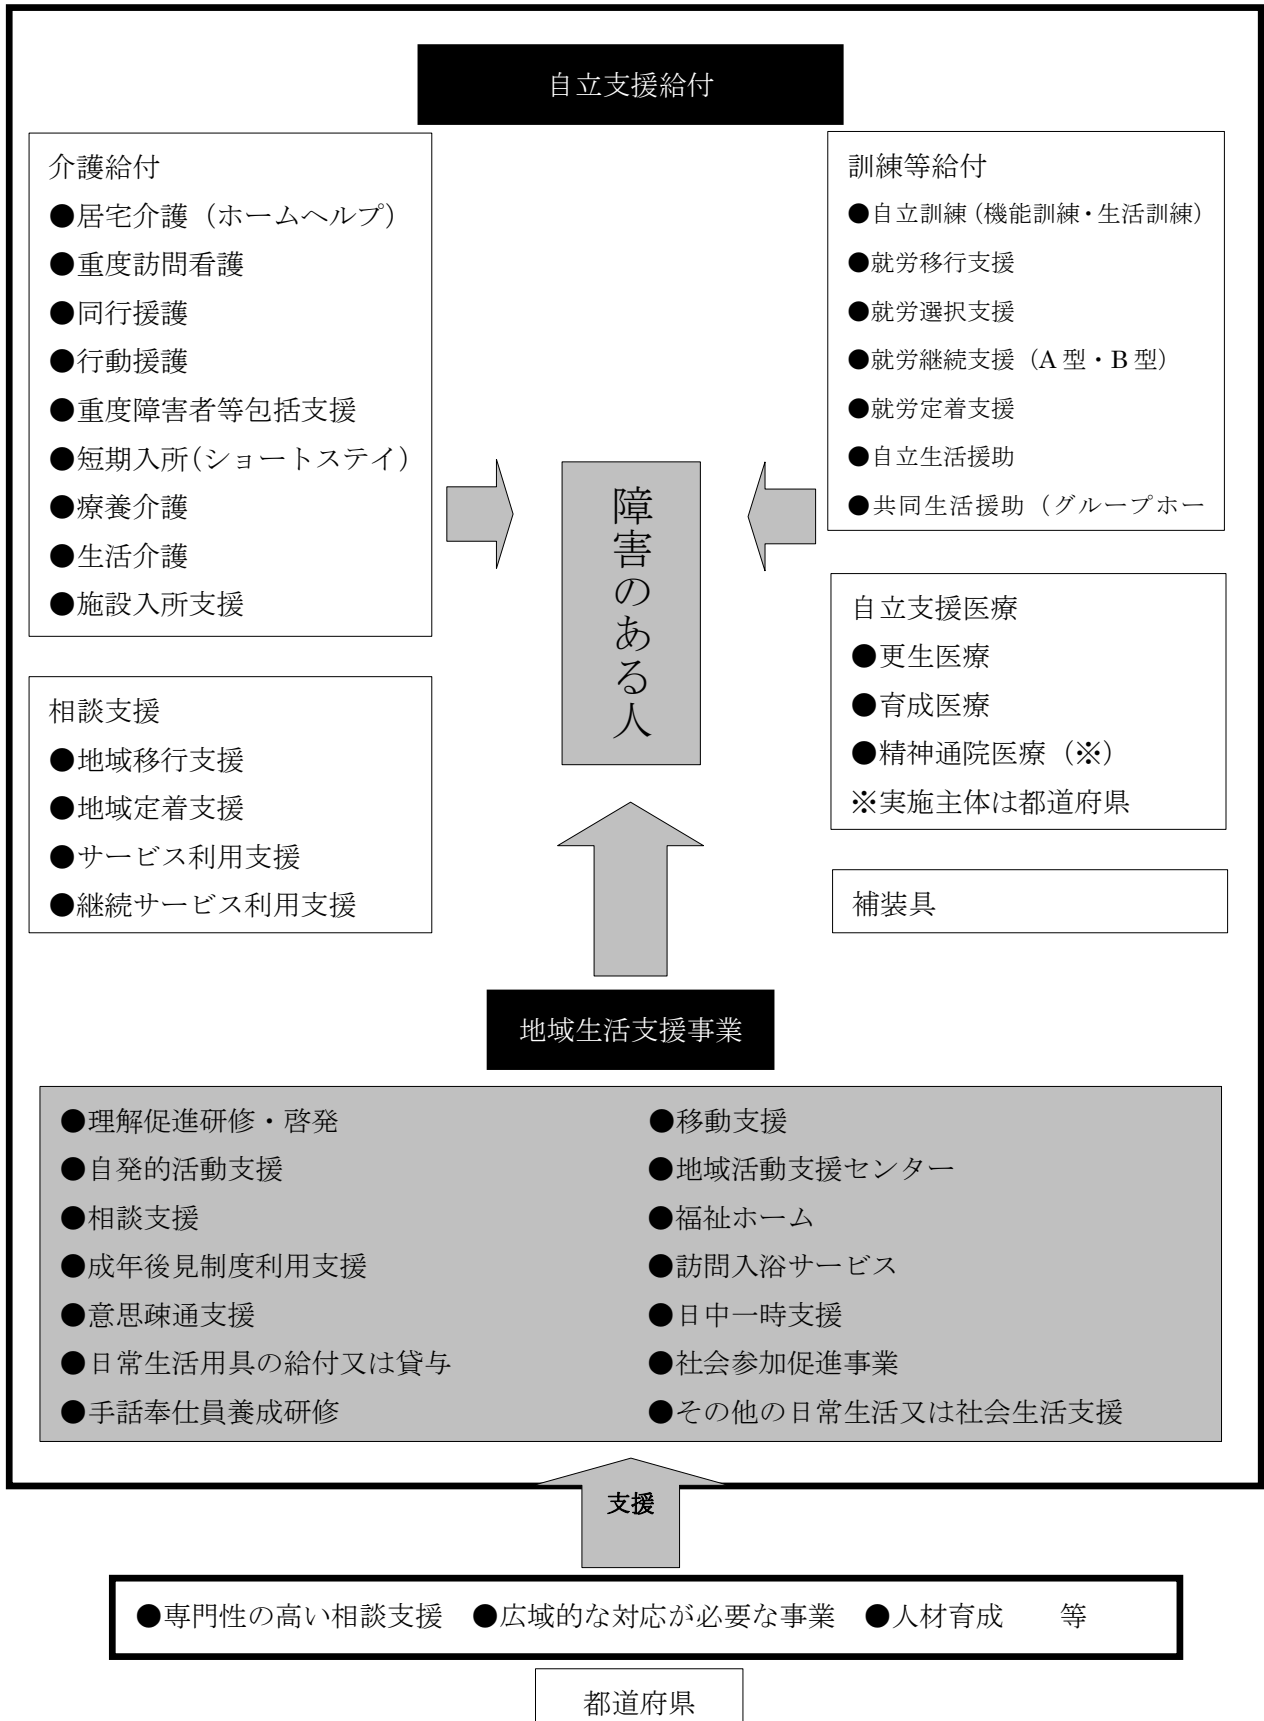 自立支援給付
介護給付
●居宅介護（ホームヘルプ）
●重度訪問看護
●同行援護
●行動援護
●重度障害者等包括支援
●短期入所（ショートステイ）
●療養介護
●生活介護
●施設入所支援
訓練等給付
●自立訓練（機能訓練・生活訓練）
●就労移行支援
●就労選択支援
●就労継続支援（A型・B型）
●就労定着支援
●自立生活援助
●共同生活援助（グループホー
障害のある人
相談支援
●地域移行支援
●地域定着支援
●サービス利用支援
●継続サービス利用支援
自立支援医療
●更生医療
●育成医療
●精神通院医療（※）
※実施主体は都道府県
補装具
地域生活支援事業
●理解促進研修・啓発
●自発的活動支援
●相談支援
●成年後見制度利用支援
●意思疎通支援
●日常生活用具の給付又は貸与
●手話奉仕員養成研修
●移動支援
●地域活動支援センター
●福祉ホーム
●訪問入浴サービス
●日中一時支援
●社会参加促進事業
●その他の日常生活又は社会生活支援
支援
●専門性の高い相談支援　●広域的な対応が必要な事業　●人材育成　　等
都道府県